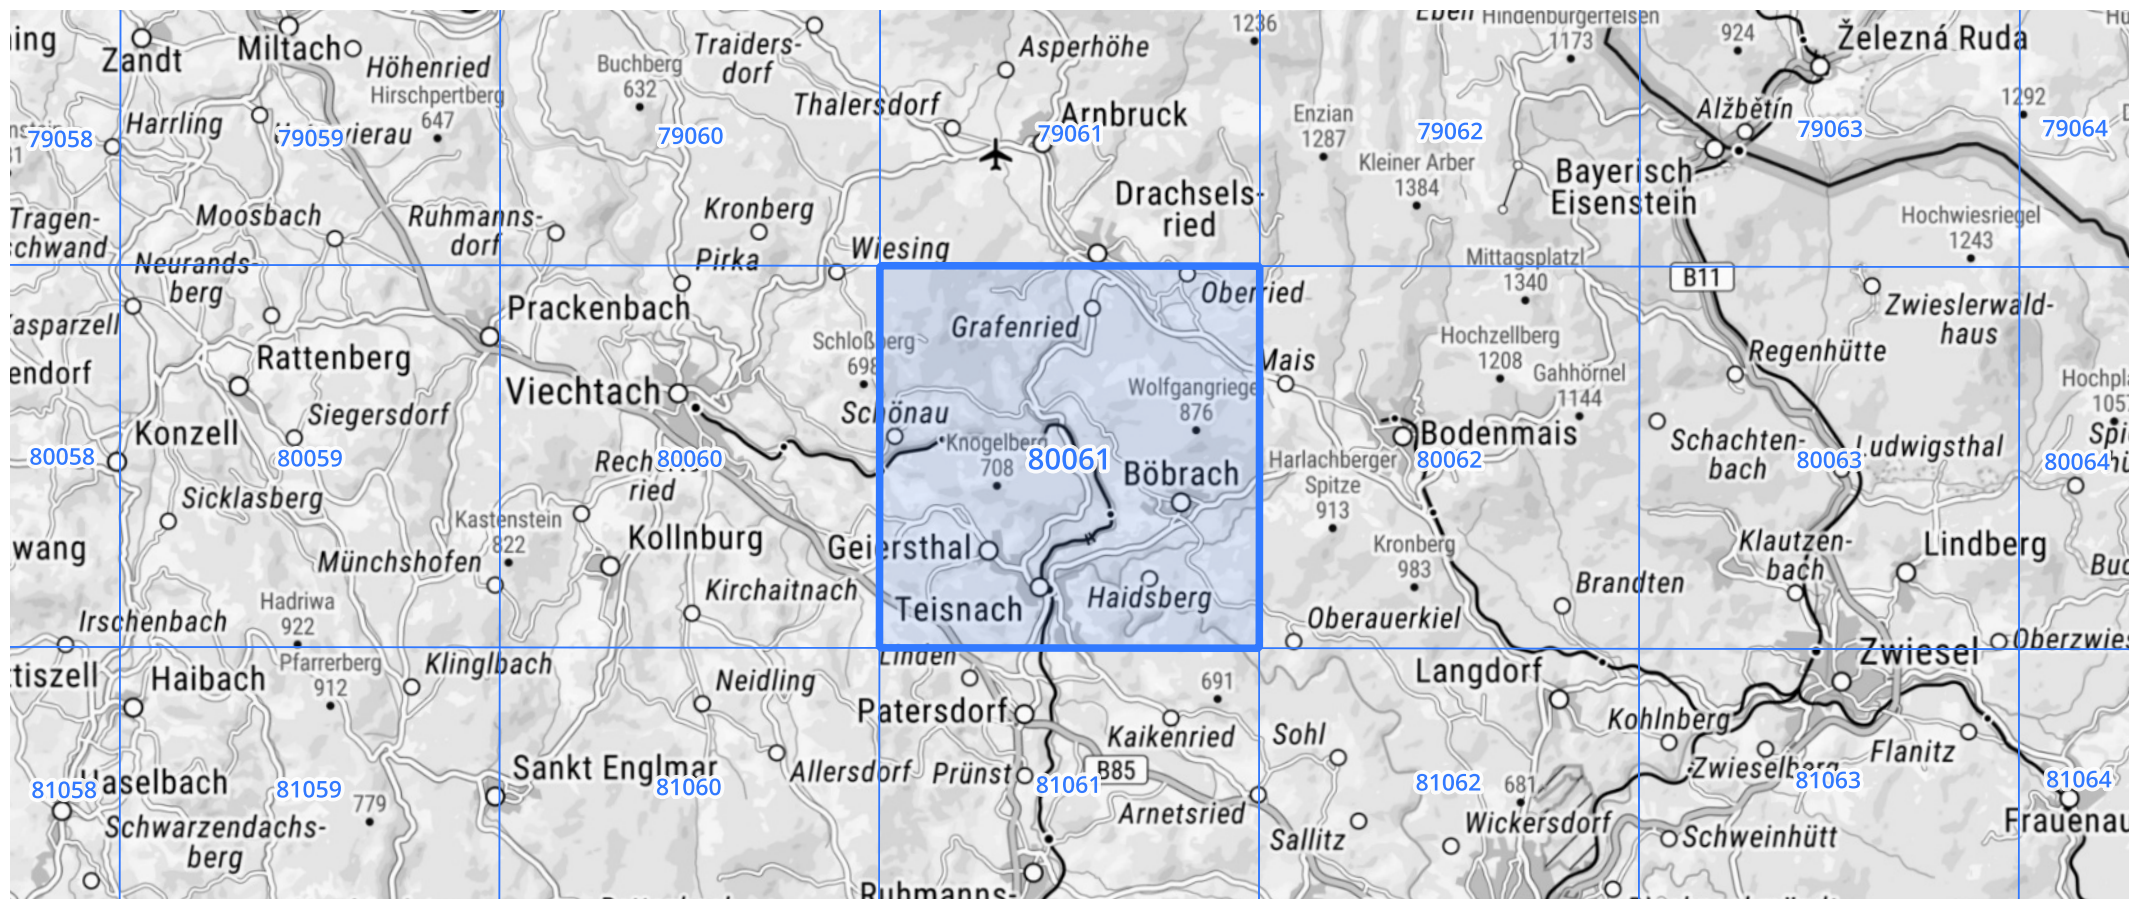 Zandt
Miltach
Höhenried
Hirschpertberg
647
Harrling
79058
79059
Moosbach
Ruhmanns-
dorf
Tragen-
Neurands-
berg
Traiders-
dorf
Buchberg
632
Thalersdorf
79060
Kronberg
Pirka
Wiesing
Asperhöhe
1236
Arnbruck
79061
Drachsels-
ried
Hindenburgerfelsen
1173
Enzian
1287
79062
Kleiner Arber
1384
Mittagsplatzl
1340
924
Železná Ruda
Alžbětín
79063
Bayerisch
Eisenstein
1292
79064
Hochwiesriegel
1243
B11
Zwieslerwald-
haus
Prackenbach
Rattenberg
Viechtach
Siegersdorf
Konzell
80058
80059
Sicklasberg
Münchshofen
80060
ried
Kastenstein
822
Kollnburg
Kirchaitnach
Hadriwa
922
Irschenbach
Oberried
Grafenried
Wolfgangriege
876
Schönau
Knogelberg
708
80061
Böbrach
Geiersthal
Teisnach
Haidsberg
Mais
Hochzellberg
1208
Gahhörnel
1144
Bodenmais
80062
Harlachberger
Spitze
913
Kronberg
983
Oberauerkiel
Brandten
Regenhütte
Schachten-
bach
Ludwigsthal
80063
80064
Klautzen-
bach
Lindberg
Zwiesel
Haibach
Pfarrerberg
912
Klinglbach
Neidling
Linden
Patersdorf
691
Kaikenried
Langdorf
Kohlnberg
Sohl
Flanitz
Haselbach
81058
81059
779
Schwarzendachs-
berg
Sankt Englmar
81060
Allersdorf
Prünst
81061
B85
Arnetsried
81062
681
Wickersdorf
Sallitz
Zwieselberg
81063
Schweinhütt
81064
Frauenau